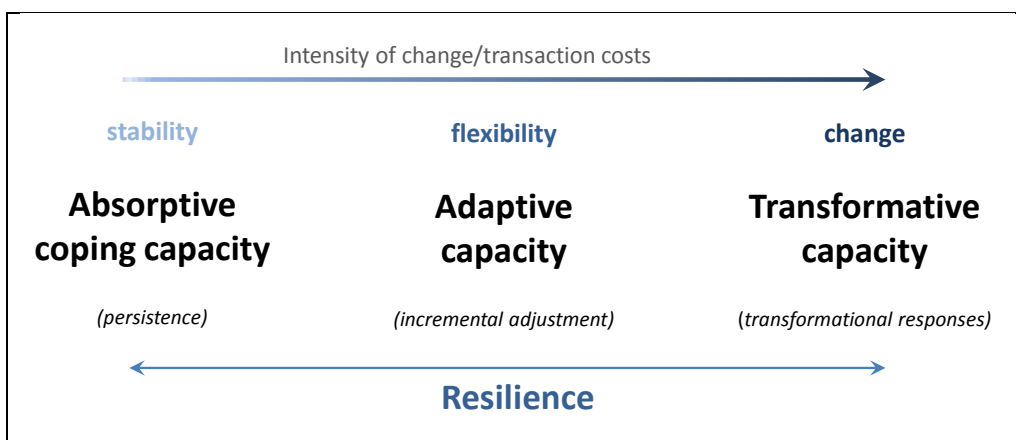 Intensity of change/transaction costs
stability flexibility change
Absorptive Adaptive Transformative
coping capacity capacity capacity
(persistence) (incremental adjustment) (transformational responses)
Resilience